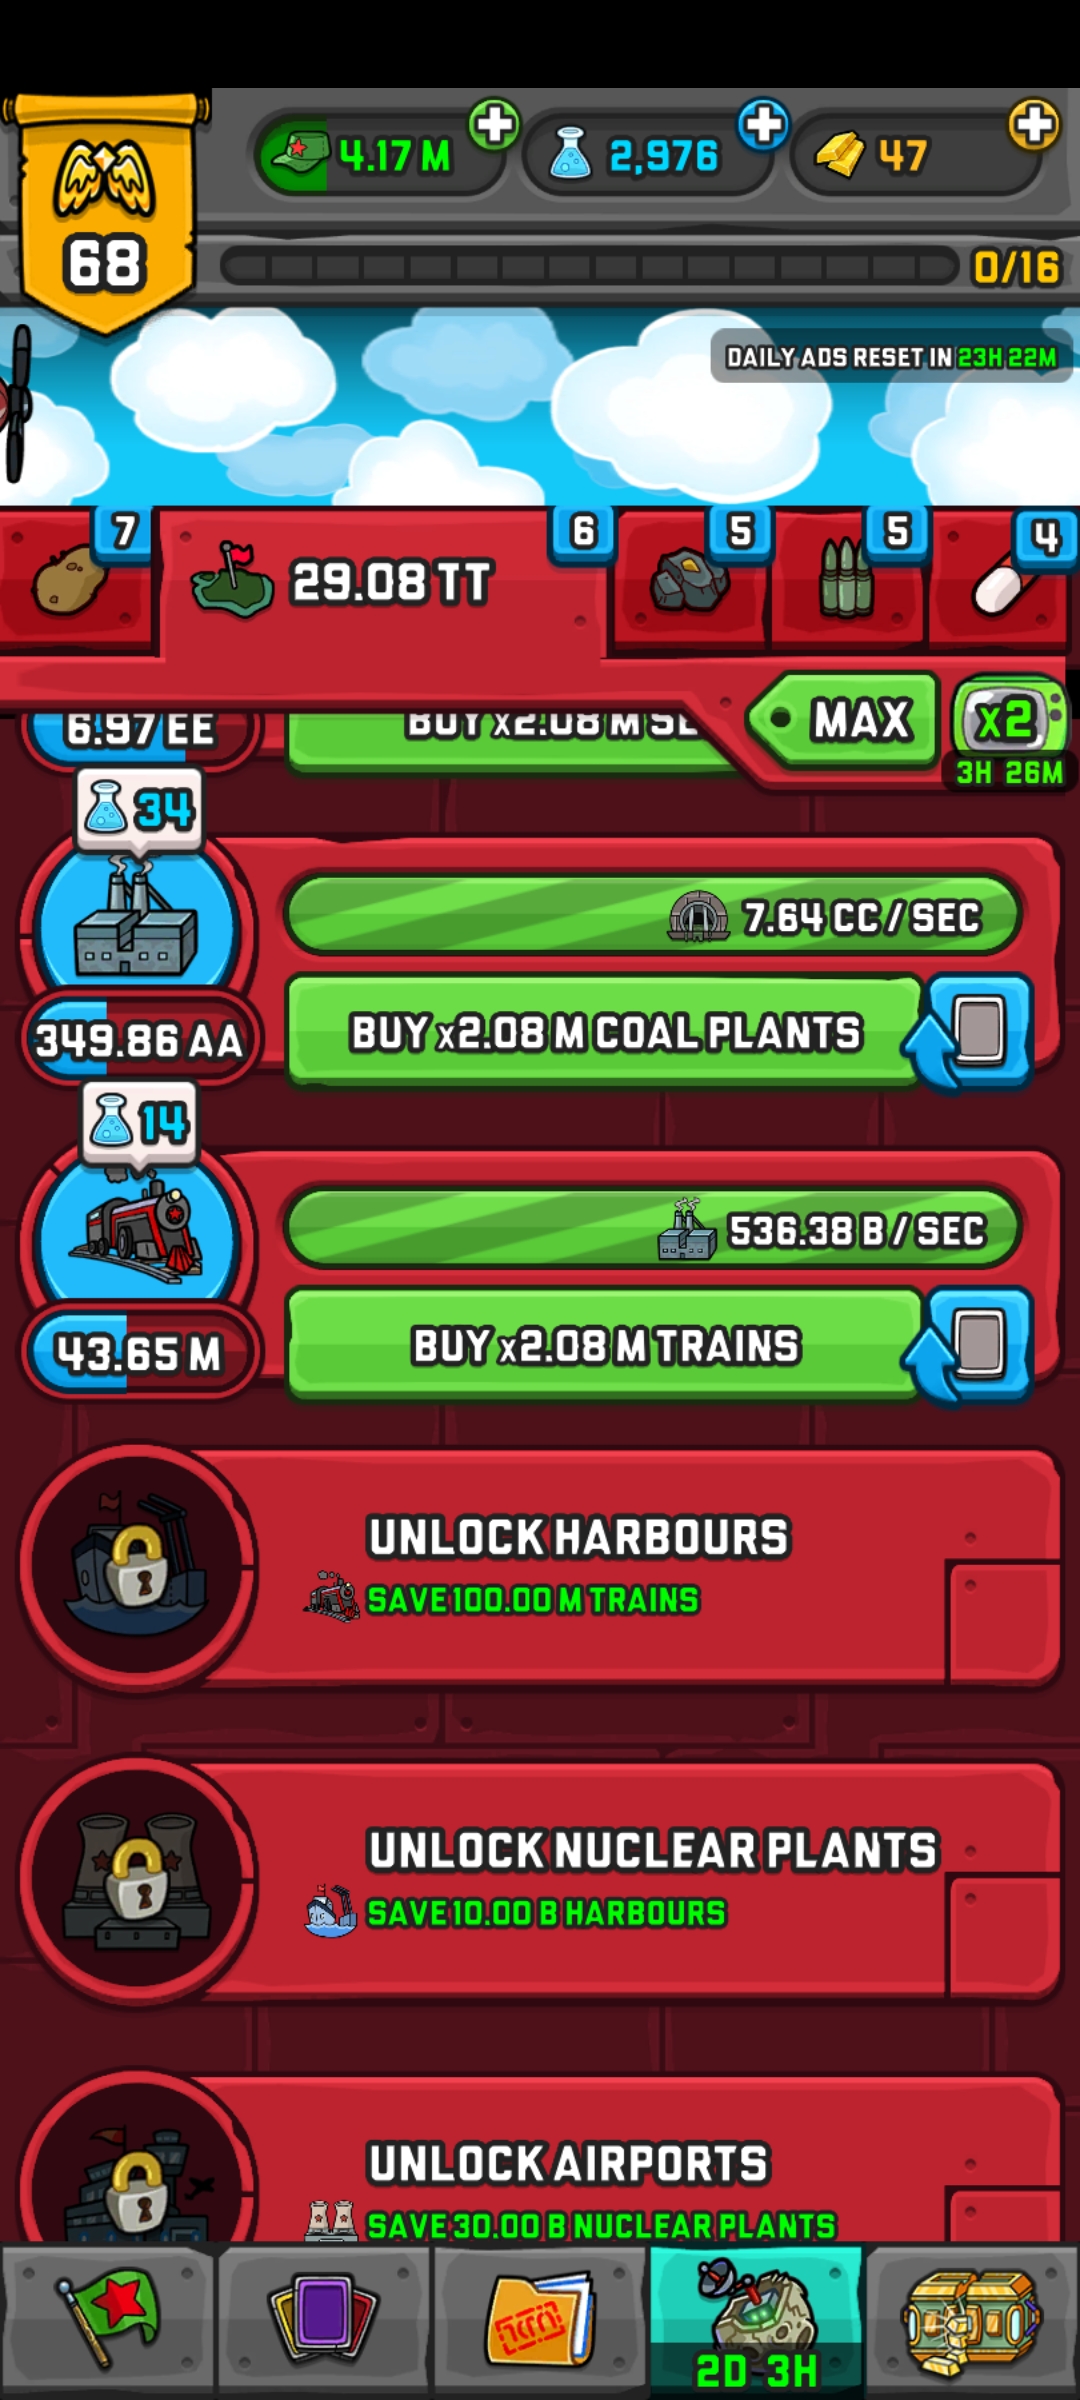 4.17 M
2,976
47
68
0/16
DAILY ADS RESET IN 23H 22M
7
29.08 TT
6
5
5
4
MAX
x2
3H 26M
6.97 EE
BUY x2.08 M SE
34
7.64 CC / SEC
349.86 AA
BUY x2.08 M COAL PLANTS
14
536.38 B / SEC
43.65 M
BUY x2.08 M TRAINS
UNLOCK HARBOURS
SAVE 100.00 M TRAINS
UNLOCK NUCLEAR PLANTS
SAVE 10.00 B HARBOURS
UNLOCK AIRPORTS
SAVE 30.00 B NUCLEAR PLANTS
2D 3H